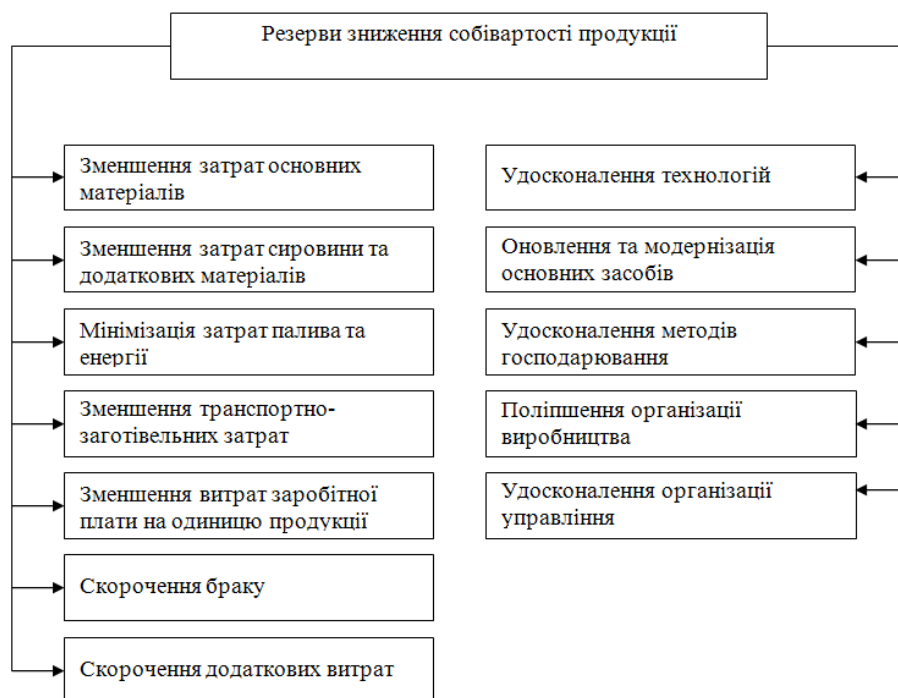 Резерви зниження собівартості продукції
Зменшення затрат основних
матеріалів
Зменшення затрат сировини та
додаткових матеріалів
Мінімізація затрат палива та
енергії
Зменшення транспортно-
заготівельних затрат
Зменшення витрат заробітної
плати на одиницю продукції
Скорочення браку
Скорочення додаткових витрат
Удосконалення технологій
Оновлення та модернізація
основних засобів
Удосконалення методів
господарювання
Поліпшення організації
виробництва
Удосконалення організації
управління